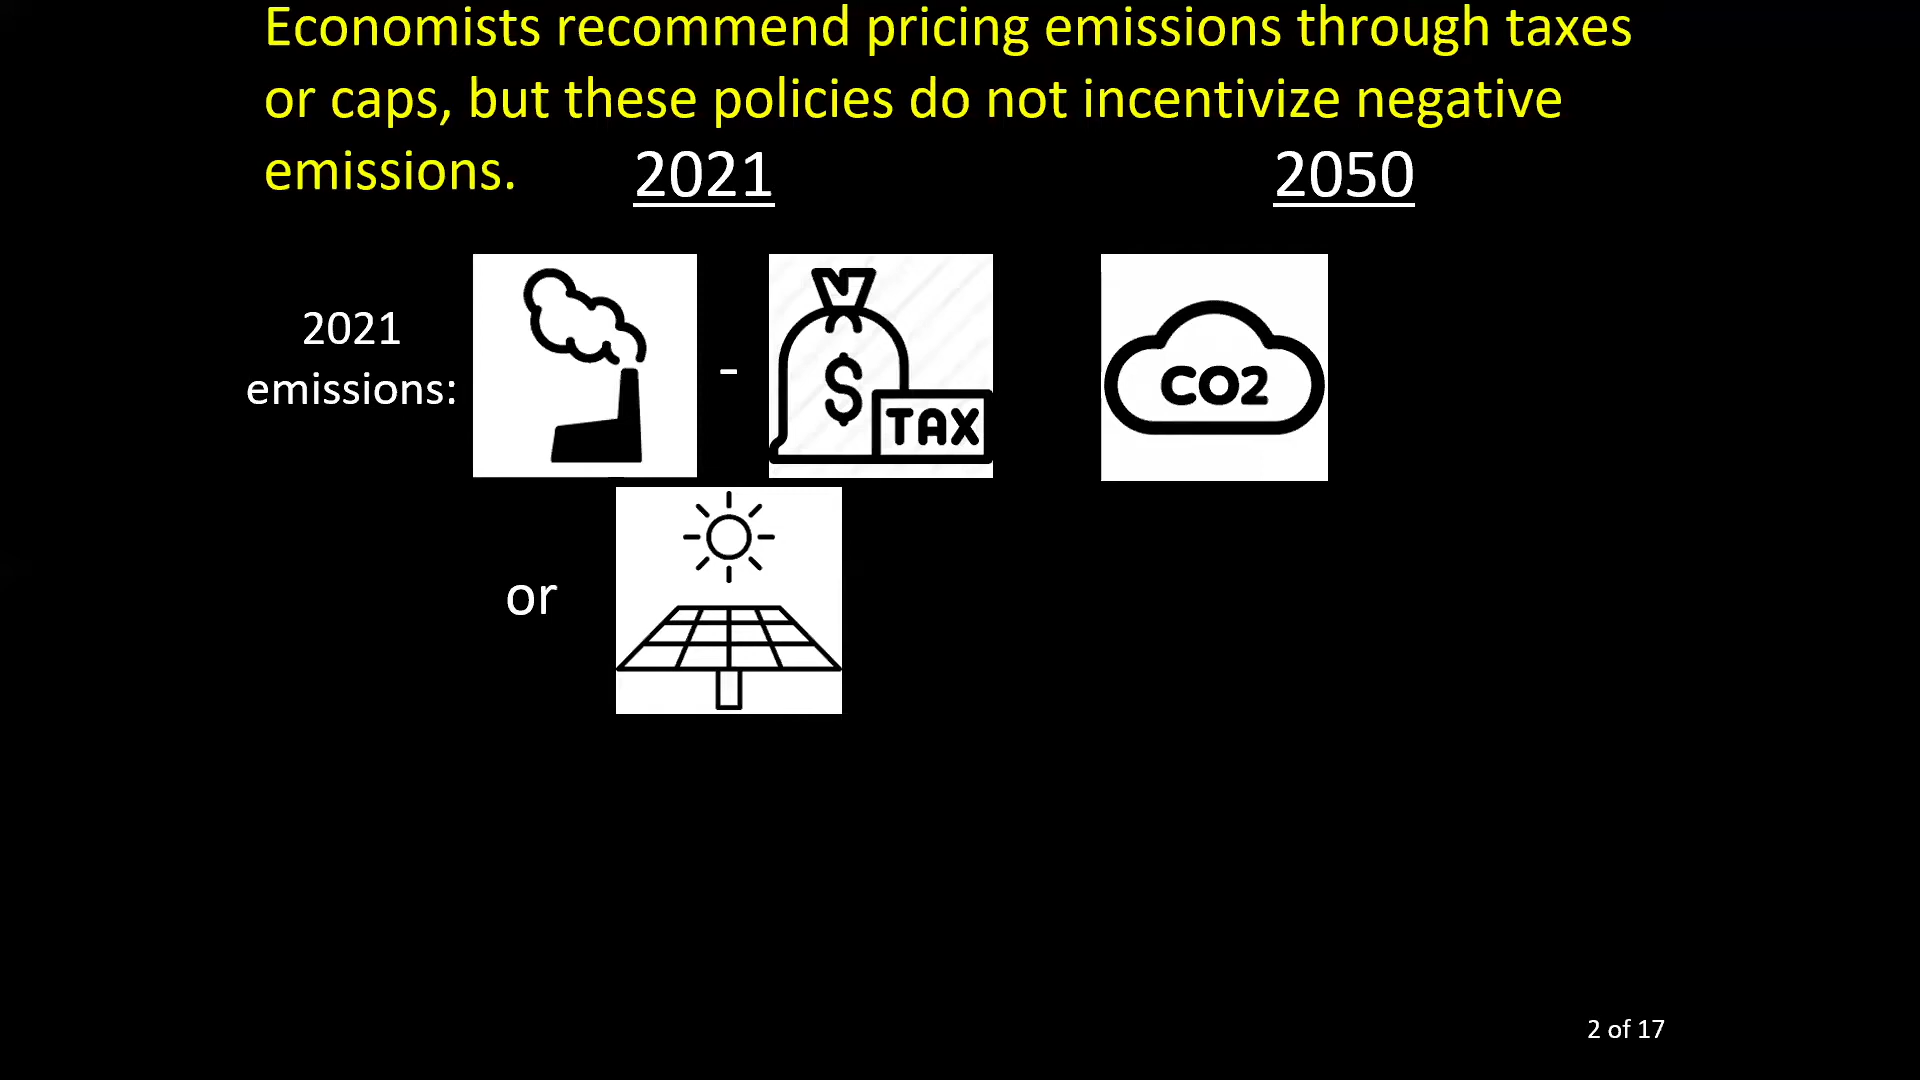 Economists recommend pricing emissions through taxes
or caps, but these policies do not incentivize negative
emissions.
2021
2050
2021
emissions:
-
$
TAX
CO2
or
2 of 17